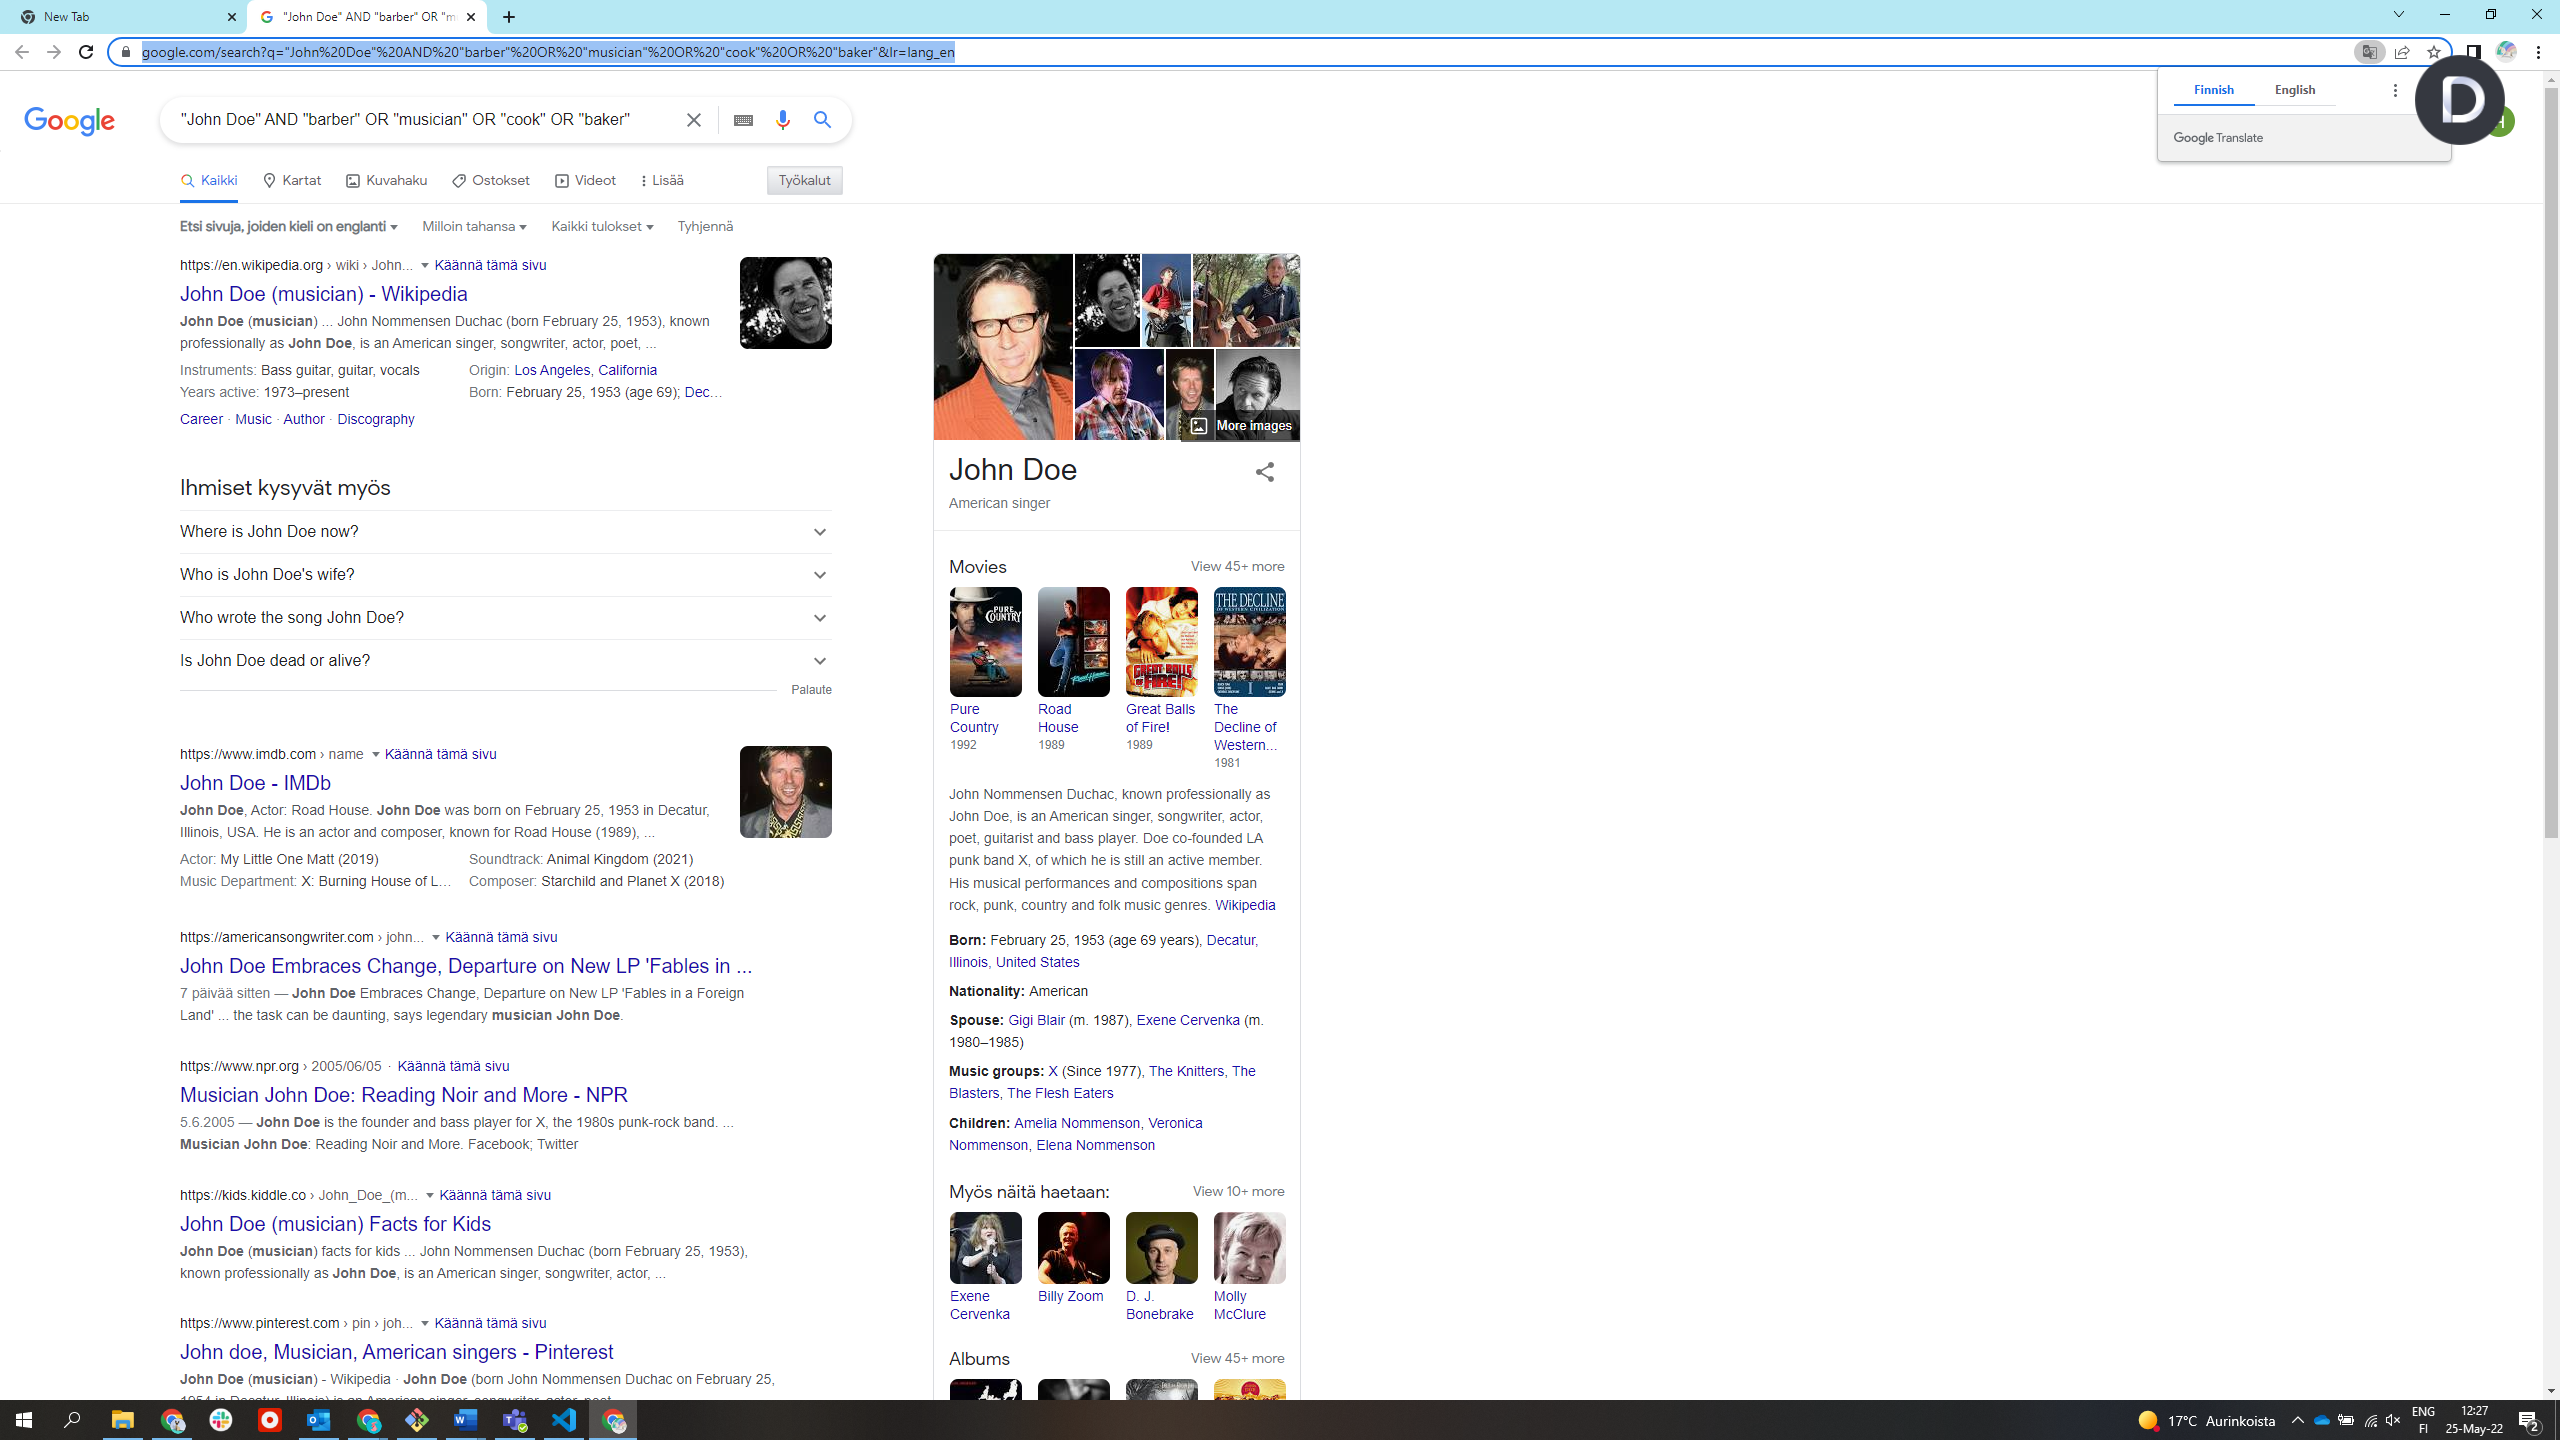 New Tab
"John Doe" AND "barber" OR "m
google.com/search?q="John%20Doe"%20AND%20"barber"%20OR%20"musician"%20OR%20"cook"%20OR%20"baker"&lr=lang_en
Finnish English
Google Translate
D
Google
"John Doe" AND "barber" OR "musician" OR "cook" OR "baker"
Kaikki Kartat Kuvahaku Ostokset Videot Lisää Työkalut
Etsi sivuja, joiden kieli on englanti Milloin tahansa Kaikki tulokset Tyhjennä
https://en.wikipedia.org › wiki › John... Käännä tämä sivu
John Doe (musician) - Wikipedia
John Doe (musician) ... John Nommensen Duchac (born February 25, 1953), known
professionally as John Doe, is an American singer, songwriter, actor, poet, ...
Instruments: Bass guitar, guitar, vocals Origin: Los Angeles, California
Years active: 1973–present Born: February 25, 1953 (age 69); Dec...
Career · Music · Author · Discography
Ihmiset kysyvät myös
Where is John Doe now?
Who is John Doe's wife?
Who wrote the song John Doe?
Is John Doe dead or alive?
Palaute
https://www.imdb.com › name Käännä tämä sivu
John Doe - IMDb
John Doe, Actor: Road House. John Doe was born on February 25, 1953 in Decatur,
Illinois, USA. He is an actor and composer, known for Road House (1989), ...
Actor: My Little One Matt (2019) Soundtrack: Animal Kingdom (2021)
Music Department: X: Burning House of L... Composer: Starchild and Planet X (2018)
https://americansongwriter.com › john... Käännä tämä sivu
John Doe Embraces Change, Departure on New LP 'Fables in ...
7 päivää sitten — John Doe Embraces Change, Departure on New LP 'Fables in a Foreign
Land' ... the task can be daunting, says legendary musician John Doe.
https://www.npr.org › 2005/06/05 · Käännä tämä sivu
Musician John Doe: Reading Noir and More - NPR
5.6.2005 — John Doe is the founder and bass player for X, the 1980s punk-rock band. ...
Musician John Doe: Reading Noir and More. Facebook; Twitter
https://kids.kiddle.co › John_Doe_(m... Käännä tämä sivu
John Doe (musician) Facts for Kids
John Doe (musician) facts for kids ... John Nommensen Duchac (born February 25, 1953),
known professionally as John Doe, is an American singer, songwriter, actor, ...
https://www.pinterest.com › pin › joh... Käännä tämä sivu
John doe, Musician, American singers - Pinterest
John Doe (musician) - Wikipedia · John Doe (born John Nommensen Duchac on February 25,
More images
John Doe
American singer
Movies View 45+ more
PURE COUNTRY
Road House
GREAT BALLS OF FIRE!
THE DECLINE
OF WESTERN CIVILIZATION
I
Pure Country 1992
Road House 1989
Great Balls of Fire! 1989
The Decline of Western... 1981
John Nommensen Duchac, known professionally as
John Doe, is an American singer, songwriter, actor,
poet, guitarist and bass player. Doe co-founded LA
punk band X, of which he is still an active member.
His musical performances and compositions span
rock, punk, country and folk music genres. Wikipedia
Born: February 25, 1953 (age 69 years), Decatur,
Illinois, United States
Nationality: American
Spouse: Gigi Blair (m. 1987), Exene Cervenka (m.
1980–1985)
Music groups: X (Since 1977), The Knitters, The
Blasters, The Flesh Eaters
Children: Amelia Nommenson, Veronica
Nommenson, Elena Nommenson
Myös näitä haetaan: View 10+ more
Exene Cervenka
Billy Zoom
D. J. Bonebrake
Molly McClure
Albums View 45+ more
17°C Aurinkoista
ENG
FI
12:27
25-May-22
2